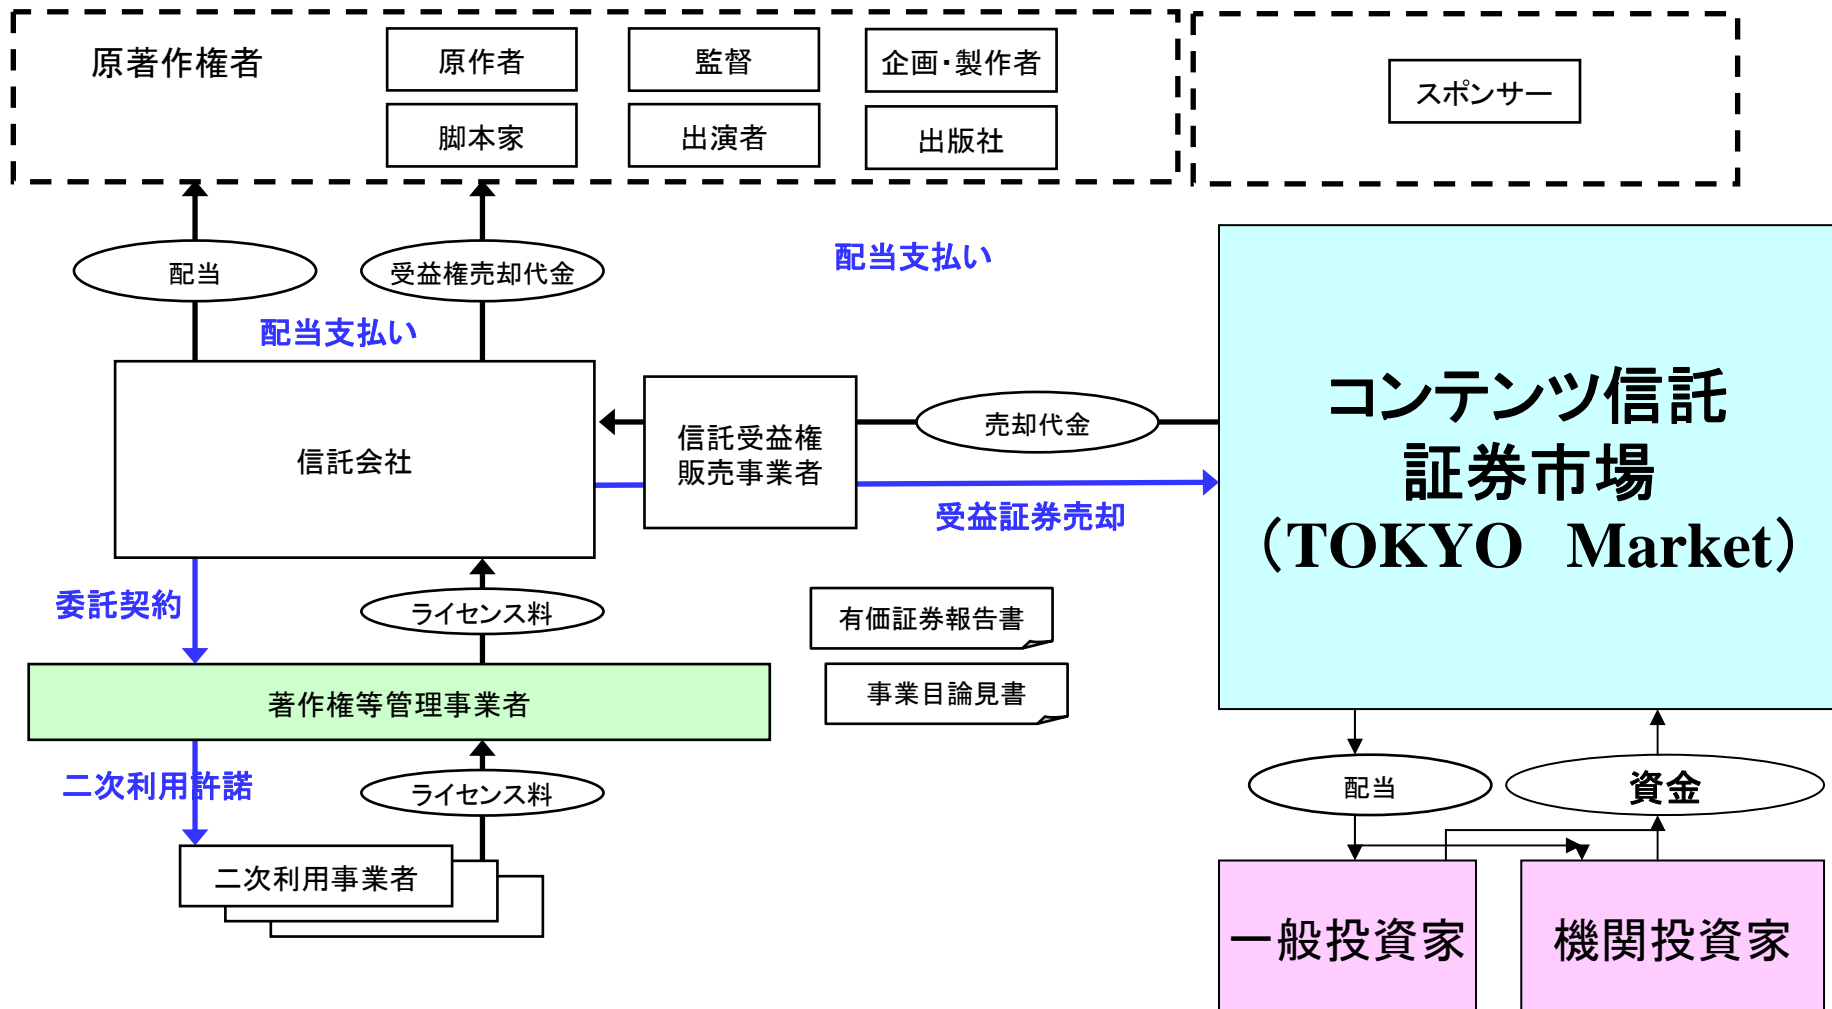 原著作権者
原作者
監督
企画・製作者
スポンサー
脚本家
出演者
出版社
配当
受益権売却代金
配当支払い
配当支払い
信託会社
信託受益権
販売事業者
売却代金
受益証券売却
コンテンツ信託
証券市場
（TOKYO　Market）
委託契約
ライセンス料
有価証券報告書
事業目論見書
著作権等管理事業者
二次利用許諾
ライセンス料
配当
資金
二次利用事業者
一般投資家
機関投資家